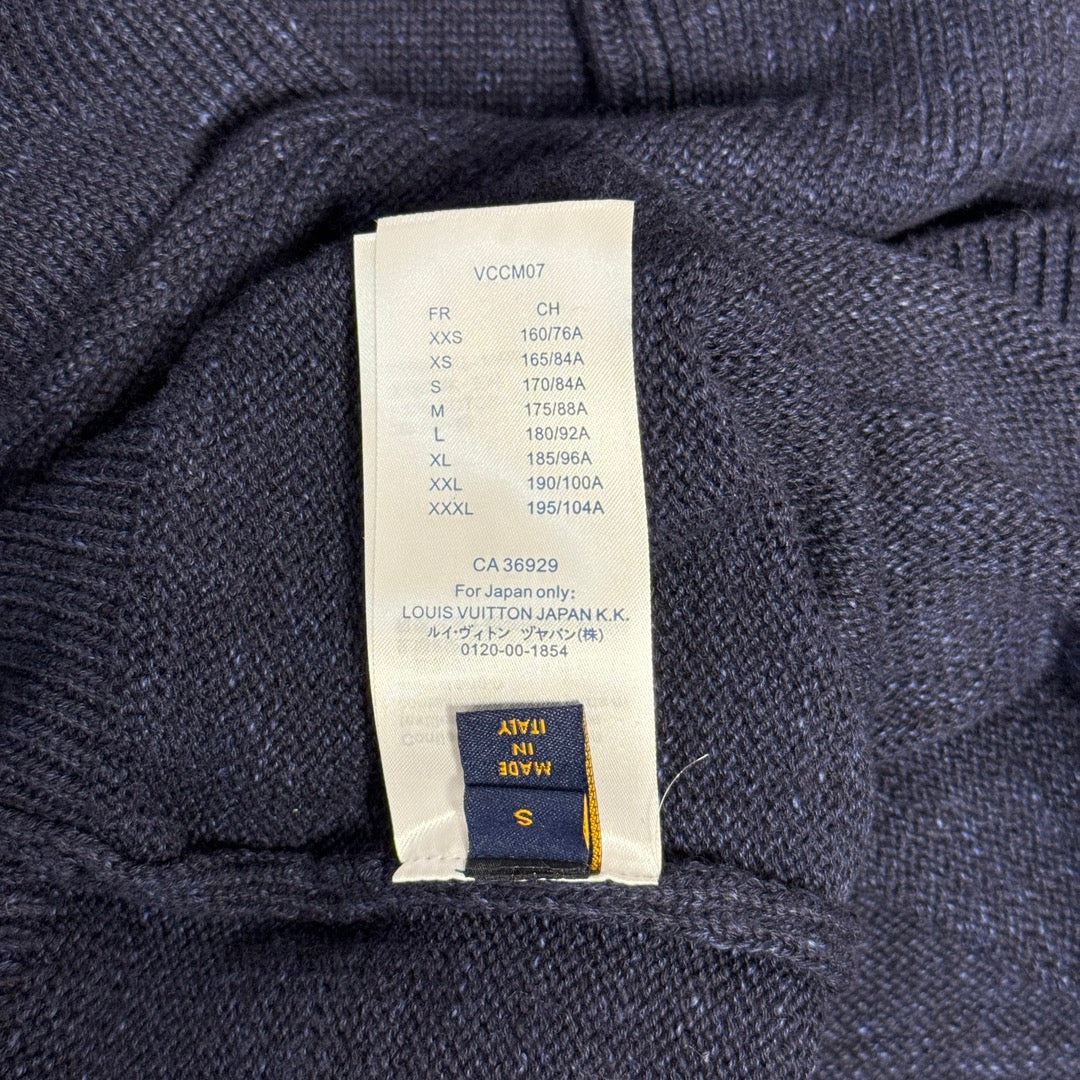 VCCM07
FR CH
XXS 160/76A
XS 165/84A
S 170/84A
M 175/88A
L 180/92A
XL 185/96A
XXL 190/100A
XXXL 195/104A
CA 36929
For Japan only:
LOUIS VUITTON JAPAN K.K.
ルイ・ヴィトン ヅャパン(株)
0120-00-1854
MADE
IN
ITALY
S